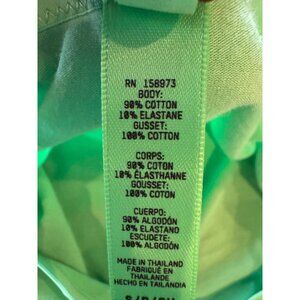 RN 158973
BODY:
90% COTTON
10% ELASTANE
GUSSET:
100% COTTON
CORPS:
90% COTON
10% ÉLASTHANNE
GOUSSET:
100% COTON
CUERPO:
90% ALGODÓN
10% ELASTANO
ESCUDETE:
100% ALGODÓN
MADE IN THAILAND
FABRIQUÉ EN
THAÏLANDE
HECHO EN TAILANDIA